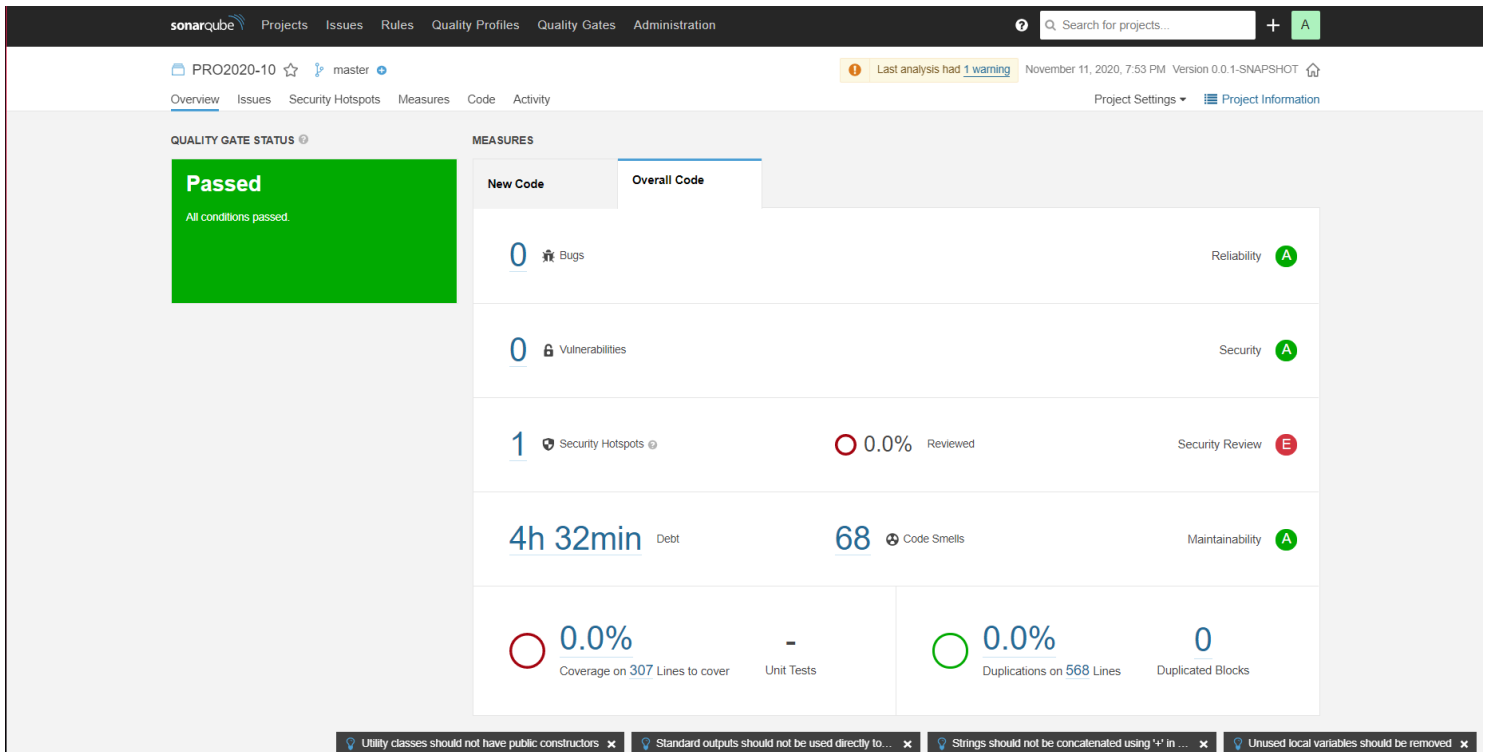 sonarqube Projects Issues Rules Quality Profiles Quality Gates Administration ? Search for projects... + A
PRO2020-10 master Last analysis had 1 warning November 11, 2020, 7:53 PM Version 0.0.1-SNAPSHOT
Overview Issues Security Hotspots Measures Code Activity Project Settings Project Information
QUALITY GATE STATUS ? MEASURES
Passed
All conditions passed.
New Code Overall Code
0 Bugs Reliability A
0 Vulnerabilities Security A
1 Security Hotspots ? 0.0% Reviewed Security Review E
4h 32min Debt 68 Code Smells Maintainability A
0.0% - 0.0% 0
Coverage on 307 Lines to cover Unit Tests Duplications on 568 Lines Duplicated Blocks
Utility classes should not have public constructors x Standard outputs should not be used directly to... x Strings should not be concatenated using '+' in ... x Unused local variables should be removed x